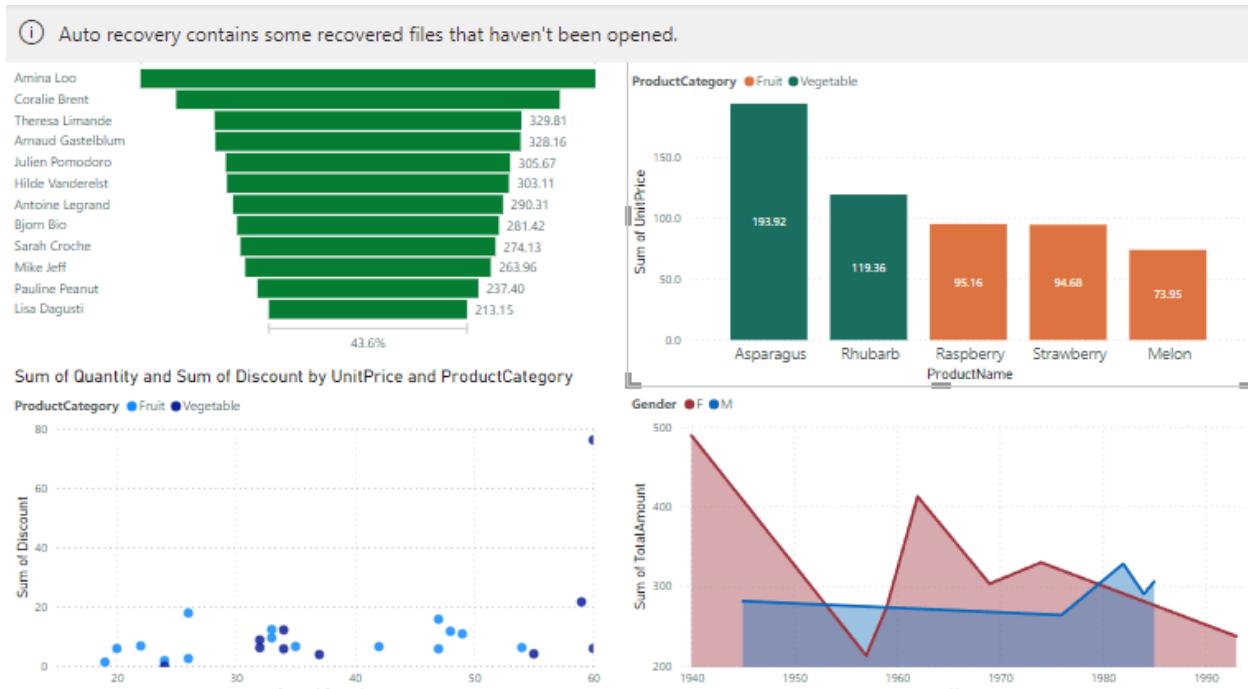 Auto recovery contains some recovered files that haven't been opened.
Amina Loo
Coralie Brent
Theresa Limande 329.81
Arnaud Gastelblum 328.16
Julien Pomodoro 305.67
Hilde Vanderelst 303.11
Antoine Legrand 290.31
Bjorn Bio 281.42
Sarah Croche 274.13
Mike Jeff 263.96
Pauline Peanut 237.40
Lisa Dagusti 213.15
43.6%
ProductCategory Fruit Vegetable
Sum of UnitPrice
150.0
100.0
50.0
0.0
193.92
119.36
95.16
94.68
73.95
Asparagus Rhubarb Raspberry Strawberry Melon
ProductName
Sum of Quantity and Sum of Discount by UnitPrice and ProductCategory
ProductCategory Fruit Vegetable
Sum of Discount
80
60
40
20
0
20 30 40 50 60
Gender F M
Sum of TotalAmount
500
400
300
200
1940 1950 1960 1970 1980 1990